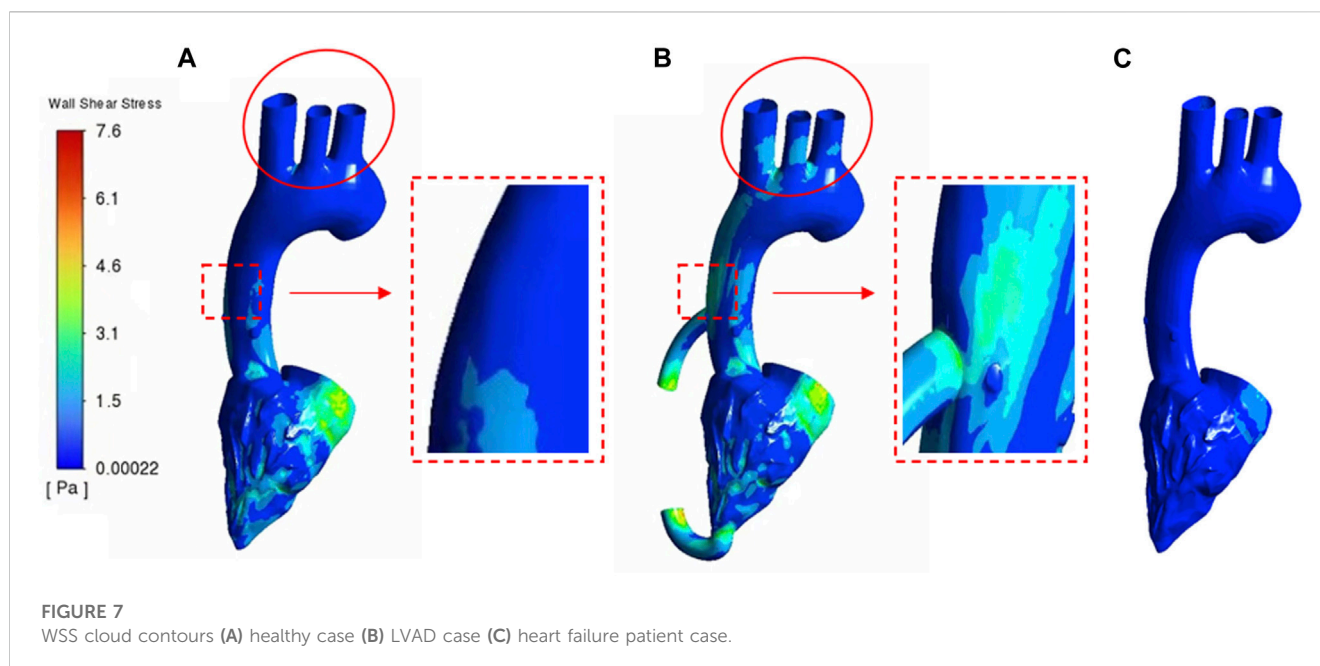 A
B
C
Wall Shear Stress
7.6
6.1
4.6
3.1
1.5
0.00022
[ Pa ]
FIGURE 7
WSS cloud contours (A) healthy case (B) LVAD case (C) heart failure patient case.